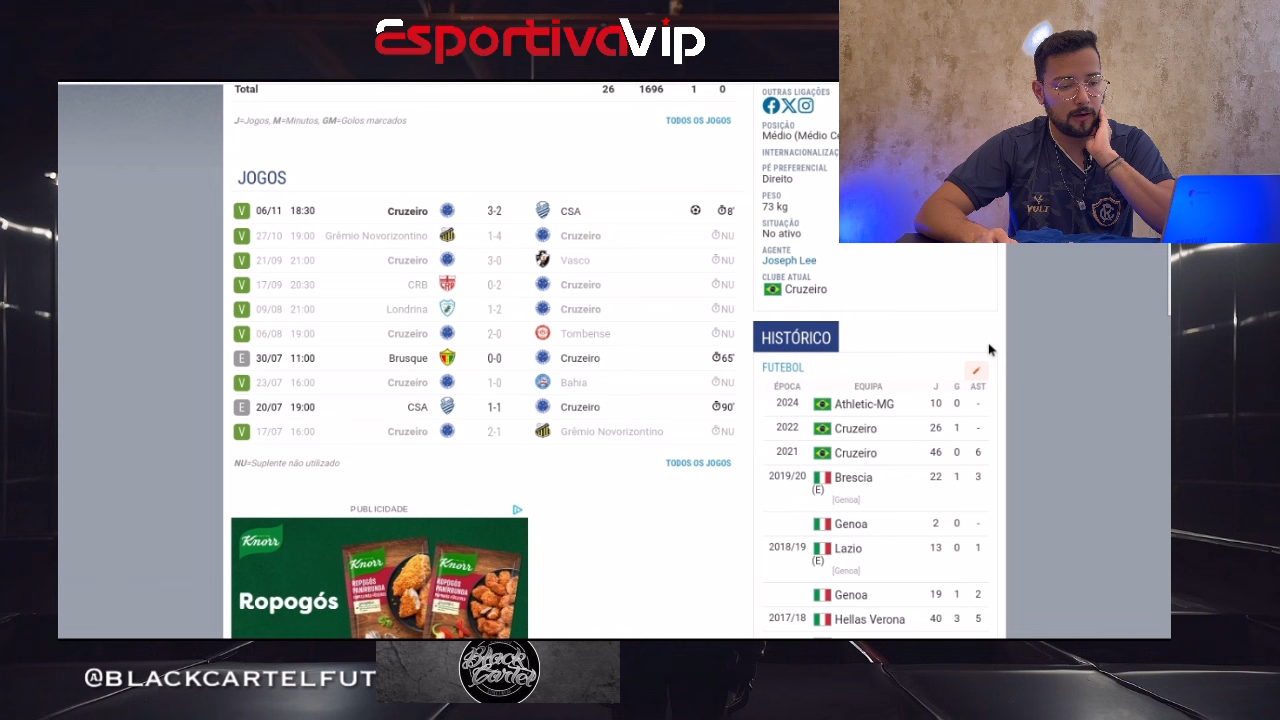 EsportivaVip
Total 26 1696 1 0
J=Jogos, M=Minutos, GM=Golos marcados TODOS OS JOGOS
JOGOS
V 06/11 18:30 Cruzeiro 3-2 CSA 8'
V 27/10 19:00 Grêmio Novorizontino 1-4 Cruzeiro NU
V 21/09 21:00 Cruzeiro 3-0 Vasco NU
V 17/09 20:30 CRB 0-2 Cruzeiro NU
V 09/08 21:00 Londrina 1-2 Cruzeiro NU
V 06/08 19:00 Cruzeiro 2-0 Tombense NU
E 30/07 11:00 Brusque 0-0 Cruzeiro 65'
V 23/07 16:00 Cruzeiro 1-0 Bahia NU
E 20/07 19:00 CSA 1-1 Cruzeiro 90'
V 17/07 16:00 Cruzeiro 2-1 Grêmio Novorizontino NU
NU=Suplente não utilizado TODOS OS JOGOS
PUBLICIDADE
Knorr
Knorr Knorr
Ropogós
OUTRAS LIGAÇÕES
POSIÇÃO
Médio (Médio C
INTERNACIONALIZAÇ
PÉ PREFERENCIAL
Direito
PESO
73 kg
SITUAÇÃO
No ativo
AGENTE
Joseph Lee
CLUBE ATUAL
Cruzeiro
HISTÓRICO
FUTEBOL
ÉPOCA EQUIPA J G AST
2024 Athletic-MG 10 0 -
2022 Cruzeiro 26 1 -
2021 Cruzeiro 46 0 6
2019/20 Brescia 22 1 3
(E) [Genoa]
Genoa 2 0 -
2018/19 Lazio 13 0 1
(E) [Genoa]
Genoa 19 1 2
2017/18 Hellas Verona 40 3 5
VOLT
@BLACKCARTELFUT
Black Cartel